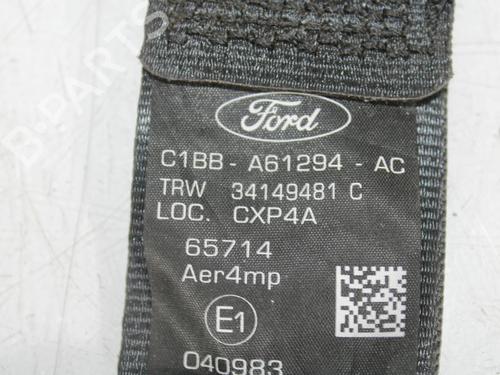 Ford
C1BB - A61294 - AC
TRW 34149481 C
LOC. CXP4A
65714
Aer4mp
E1
040983
B-PARTS